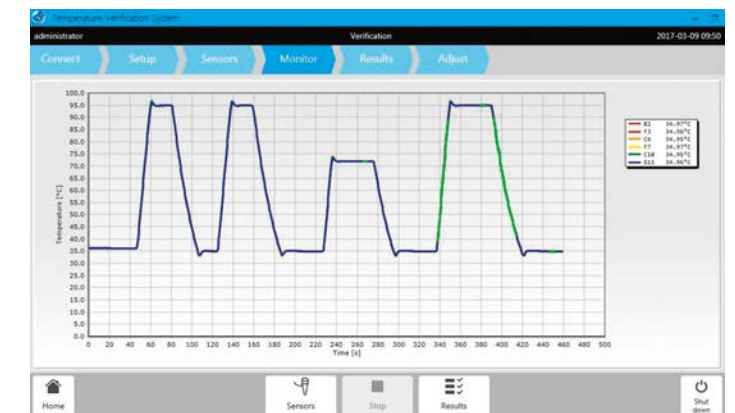 Temperature Verification System
administrator Verification 2017-03-09 09:50
Connect Setup Sensors Monitor Results Adjust
100.0
95.0
90.0
85.0
80.0
75.0
70.0
65.0
60.0
55.0
50.0
45.0
40.0
35.0
30.0
25.0
20.0
15.0
10.0
5.0
0.0
Temperature [°C]
0 20 40 60 80 100 120 140 160 180 200 220 240 260 280 300 320 340 360 380 400 420 440 460 480 500
Time [s]
B2 34.97°C
F3 34.96°C
C6 34.95°C
F7 34.97°C
C10 34.95°C
G11 34.96°C
Home Sensors Stop Results Shut
down